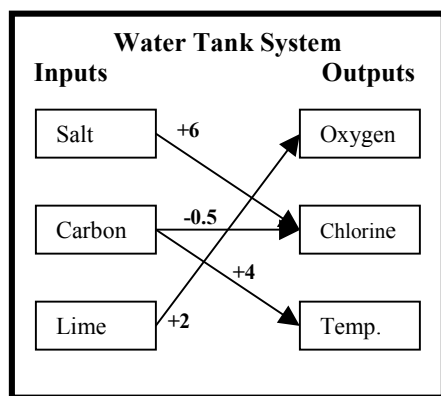 Water Tank System
Inputs Outputs
Salt +6 Oxygen
Carbon -0.5 Chlorine
+4
Lime +2 Temp.